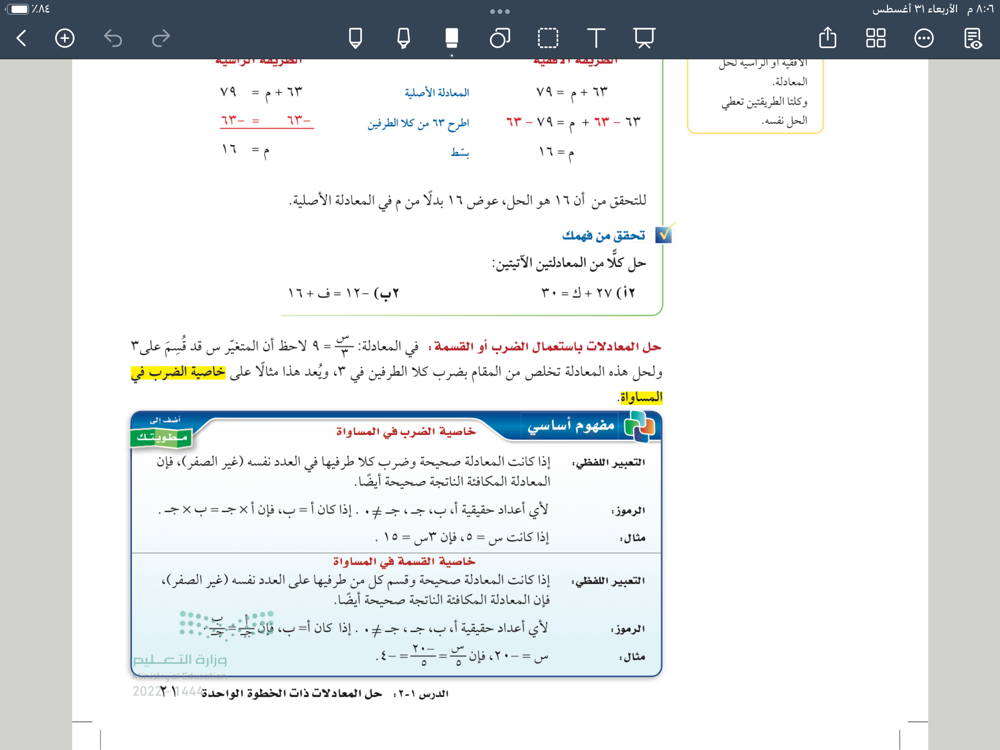 ٨:٠٦ م الأربعاء ٣١ أغسطس
٪٨٤
الأفقية أو الرأسية لحل
المعادلة.
وكلتا الطريقتين تعطي
الحل نفسه.
الطريقة الأفقية الطريقة الرأسية
٦٣ + م = ٧٩ المعادلة الأصلية ٦٣ + م = ٧٩
٦٣ – ٦٣ + م = ٧٩ – ٦٣ اطرح ٦٣ من كلا الطرفين –٦٣ = –٦٣
م = ١٦ بسّط م = ١٦
للتحقق من أن ١٦ هو الحل، عوض ١٦ بدلًا من م في المعادلة الأصلية.
تحقق من فهمك
حل كلًّا من المعادلتين الآتيتين:
٢أ) ٢٧ + ك = ٣٠ ٢ب) –١٢ = ف + ١٦
حل المعادلات باستعمال الضرب أو القسمة: في المعادلة: س/٣ = ٩ لاحظ أن المتغيّر س قد قُسِمَ على ٣
ولحل هذه المعادلة تخلص من المقام بضرب كلا الطرفين في ٣، ويُعد هذا مثالًا على خاصية الضرب في
المساواة.
مفهوم أساسي
أضف إلى
مـطويتـك
خاصية الضرب في المساواة
التعبير اللفظي: إذا كانت المعادلة صحيحة وضرب كلا طرفيها في العدد نفسه (غير الصفر)، فإن
المعادلة المكافئة الناتجة صحيحة أيضًا.
الرموز: لأي أعداد حقيقية أ، ب، جـ ، جـ ≠ ٠ . إذا كان أ = ب، فإن أ × جـ = ب × جـ .
مثال: إذا كانت س = ٥، فإن ٣س = ١٥ .
خاصية القسمة في المساواة
التعبير اللفظي: إذا كانت المعادلة صحيحة وقسم كل من طرفيها على العدد نفسه (غير الصفر)،
فإن المعادلة المكافئة الناتجة صحيحة أيضًا.
الرموز: لأي أعداد حقيقية أ، ب، جـ ، جـ ≠ ٠ . إذا كان أ= ب، فإن أ/جـ = ب/جـ .
مثال: س = –٢٠، فإن س/٥ = –٢٠/٥ = –٤.
وزارة التعـــليم
Ministry of Education
2022 - 1444
الدرس ١-٢: حل المعادلات ذات الخطوة الواحدة ٢١